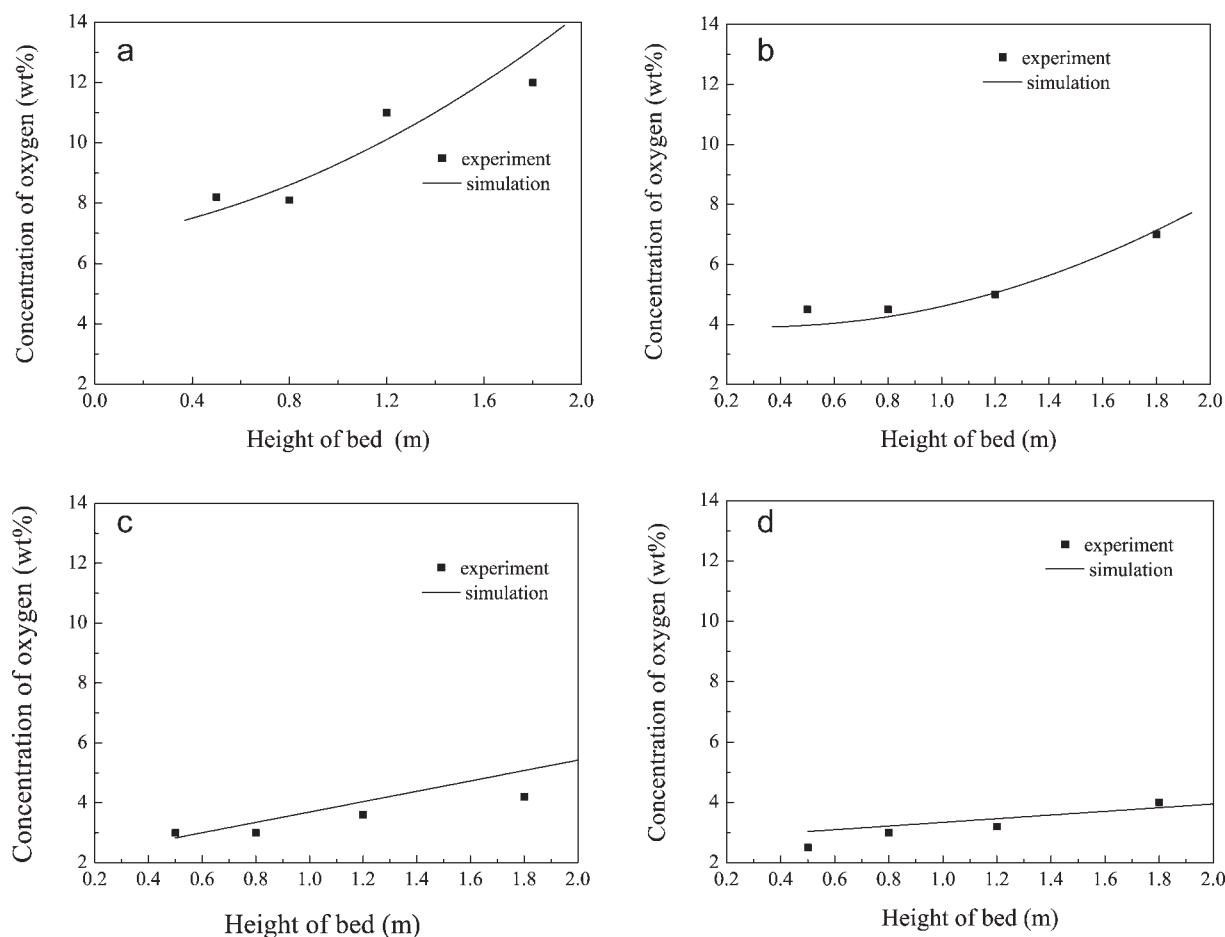 a
Concentration of oxygen (wt%)
14
12
10
8
6
4
2
experiment
simulation
0.0 0.4 0.8 1.2 1.6 2.0
Height of bed (m)
b
Concentration of oxygen (wt%)
14
12
10
8
6
4
2
experiment
simulation
0.2 0.4 0.6 0.8 1.0 1.2 1.4 1.6 1.8 2.0
Height of bed (m)
c
Concentration of oxygen (wt%)
14
12
10
8
6
4
2
experiment
simulation
0.2 0.4 0.6 0.8 1.0 1.2 1.4 1.6 1.8 2.0
Height of bed (m)
d
Concentration of oxygen (wt%)
14
12
10
8
6
4
2
experiment
simulation
0.2 0.4 0.6 0.8 1.0 1.2 1.4 1.6 1.8 2.0
Height of bed (m)